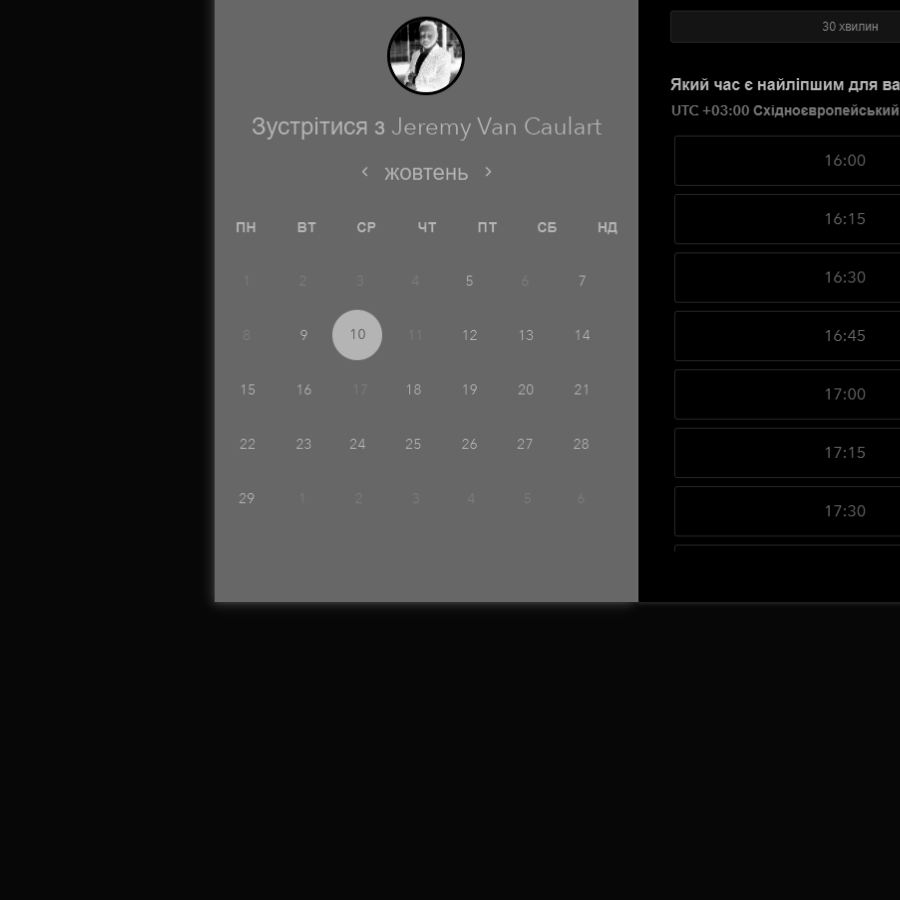 Зустрітися з Jeremy Van Caulart
жовтень
ПН ВТ СР ЧТ ПТ СБ НД
1 2 3 4 5 6 7
8 9 10 11 12 13 14
15 16 17 18 19 20 21
22 23 24 25 26 27 28
29 1 2 3 4 5 6
30 хвилин
Який час є найліпшим для ва
UTC +03:00 Східноєвропейський
16:00
16:15
16:30
16:45
17:00
17:15
17:30